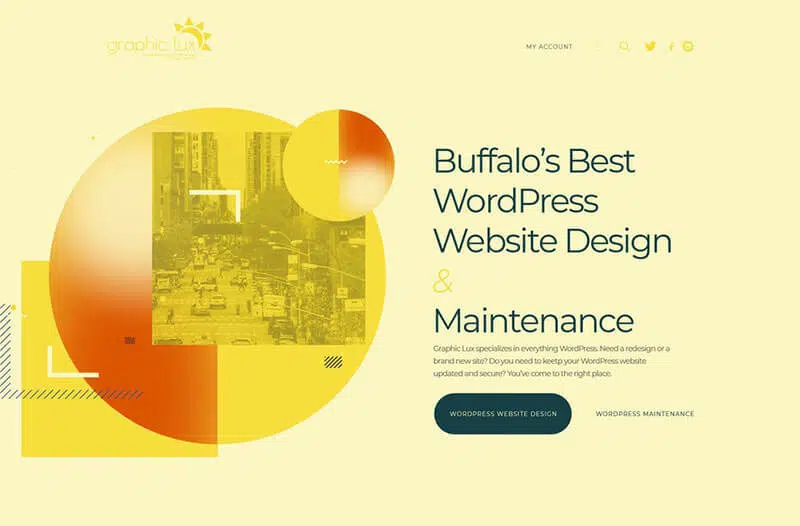 graphic lux
MY ACCOUNT
Buffalo's Best
WordPress
Website Design
&
Maintenance
Graphic Lux specializes in everything WordPress. Need a redesign or a
brand new site? Do you need to keetp your WordPress website
updated and secure? You've come to the right place.
WORDPRESS WEBSITE DESIGN
WORDPRESS MAINTENANCE